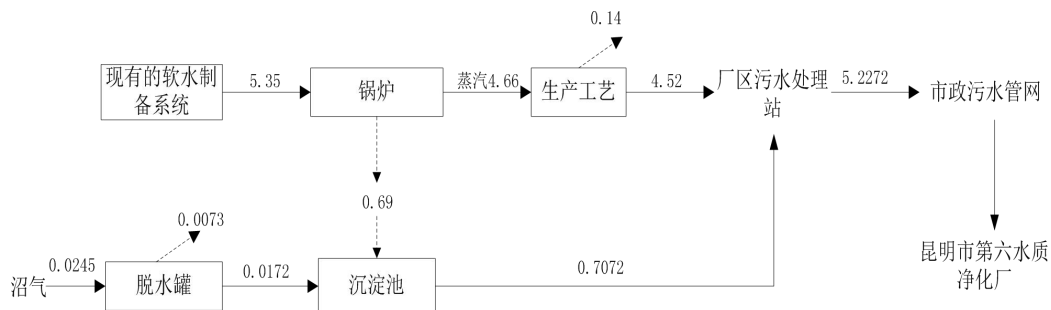 0.14
现有的软水制
备系统
5.35
锅炉
蒸汽4.66
生产工艺
4.52
厂区污水处理
站
5.2272
市政污水管网
0.69
0.0073
沼气
0.0245
脱水罐
0.0172
沉淀池
0.7072
昆明市第六水质
净化厂